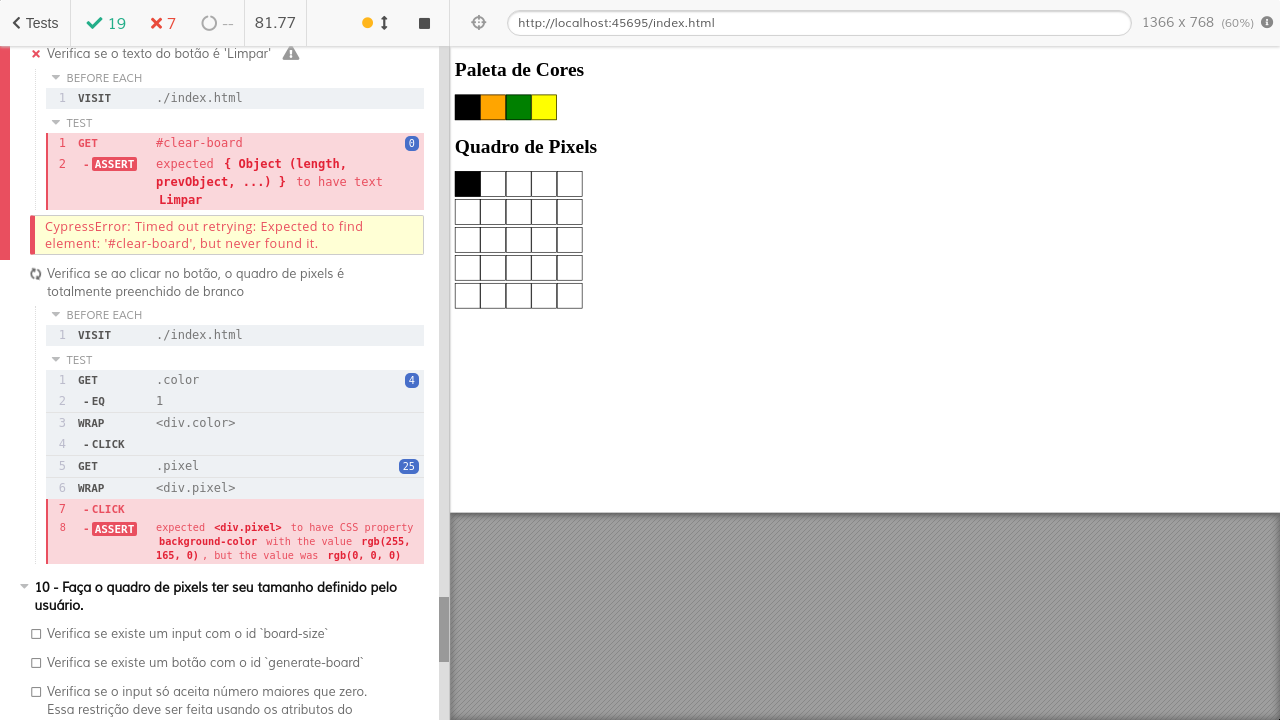 Tests 19 7 -- 81.77 http://localhost:45695/index.html 1366 x 768 (60%)
Verifica se o texto do botão é 'Limpar'
BEFORE EACH
1 VISIT ./index.html
TEST
1 GET #clear-board 0
2 - ASSERT expected { Object (length,
prevObject, ...) } to have text
Limpar
CypressError: Timed out retrying: Expected to find
element: '#clear-board', but never found it.
Verifica se ao clicar no botão, o quadro de pixels é
totalmente preenchido de branco
BEFORE EACH
1 VISIT ./index.html
TEST
1 GET .color 4
2 - EQ 1
3 WRAP <div.color>
4 - CLICK
5 GET .pixel 25
6 WRAP <div.pixel>
7 - CLICK
8 - ASSERT expected <div.pixel> to have CSS property
background-color with the value rgb(255,
165, 0) , but the value was rgb(0, 0, 0)
10 - Faça o quadro de pixels ter seu tamanho definido pelo
usuário.
Verifica se existe um input com o id `board-size`
Verifica se existe um botão com o id `generate-board`
Verifica se o input só aceita número maiores que zero.
Essa restrição deve ser feita usando os atributos do
Paleta de Cores
Quadro de Pixels